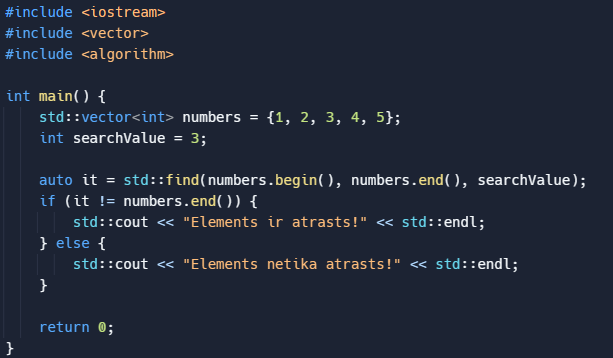 #include <iostream>
#include <vector>
#include <algorithm>
int main() {
    std::vector<int> numbers = {1, 2, 3, 4, 5};
    int searchValue = 3;
    auto it = std::find(numbers.begin(), numbers.end(), searchValue);
    if (it != numbers.end()) {
        std::cout << "Elements ir atrasts!" << std::endl;
    } else {
        std::cout << "Elements netika atrasts!" << std::endl;
    }
    return 0;
}